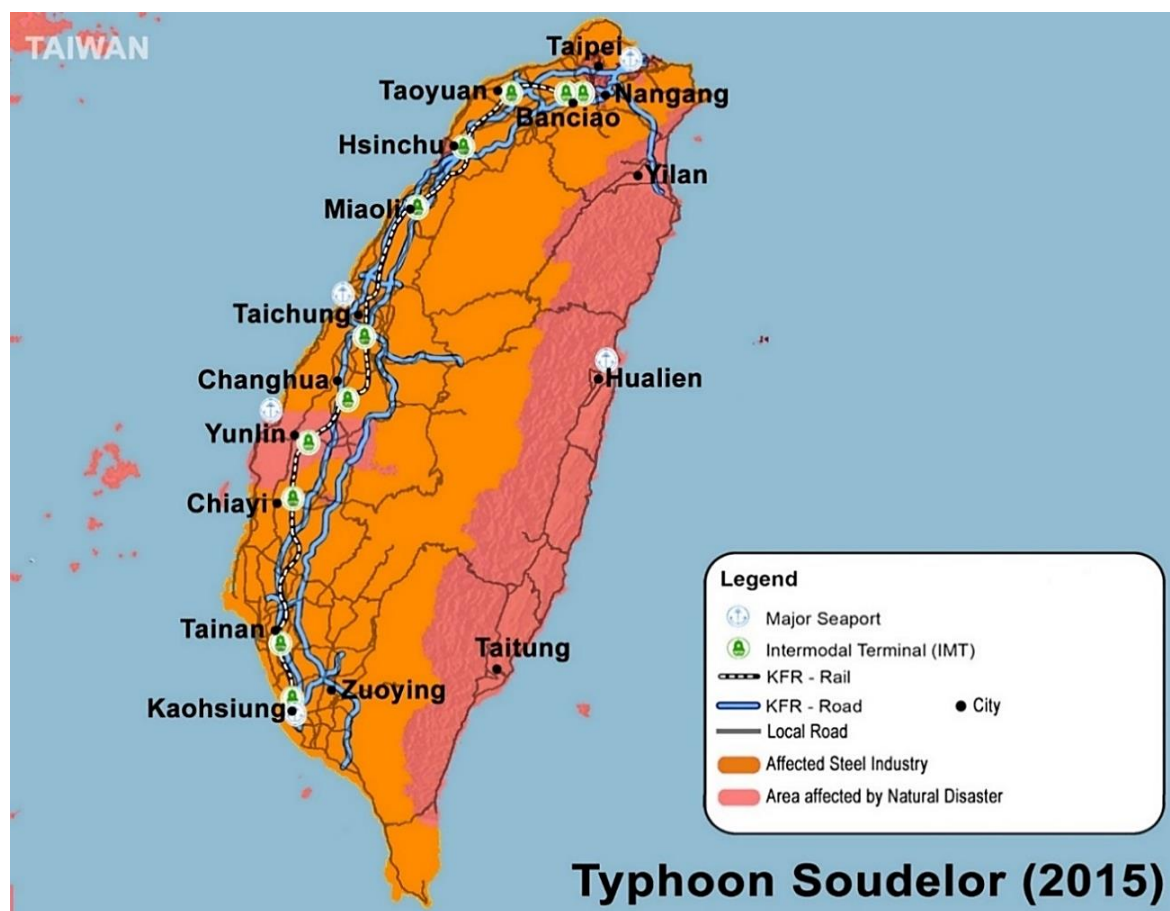 TAIWAN
Taipei
Taoyuan
Nangang
Banciao
Hsinchu
Yilan
Miaoli
Taichung
Changhua
Hualien
Yunlin
Chiayi
Tainan
Taitung
Zuoying
Kaohsiung
Legend
Major Seaport
Intermodal Terminal (IMT)
KFR - Rail
KFR - Road
City
Local Road
Affected Steel Industry
Area affected by Natural Disaster
Typhoon Soudelor (2015)